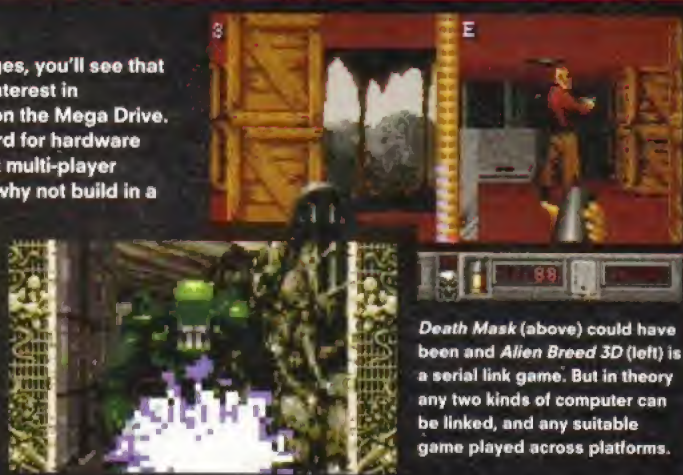 ges, you'll see that
nterest in
on the Mega Drive.
rd for hardware
t multi-player
why not build in a
3
E
88
Death Mask (above) could have
been and Alien Breed 3D (left) is
a serial link game. But in theory
any two kinds of computer can
be linked, and any suitable
game played across platforms.